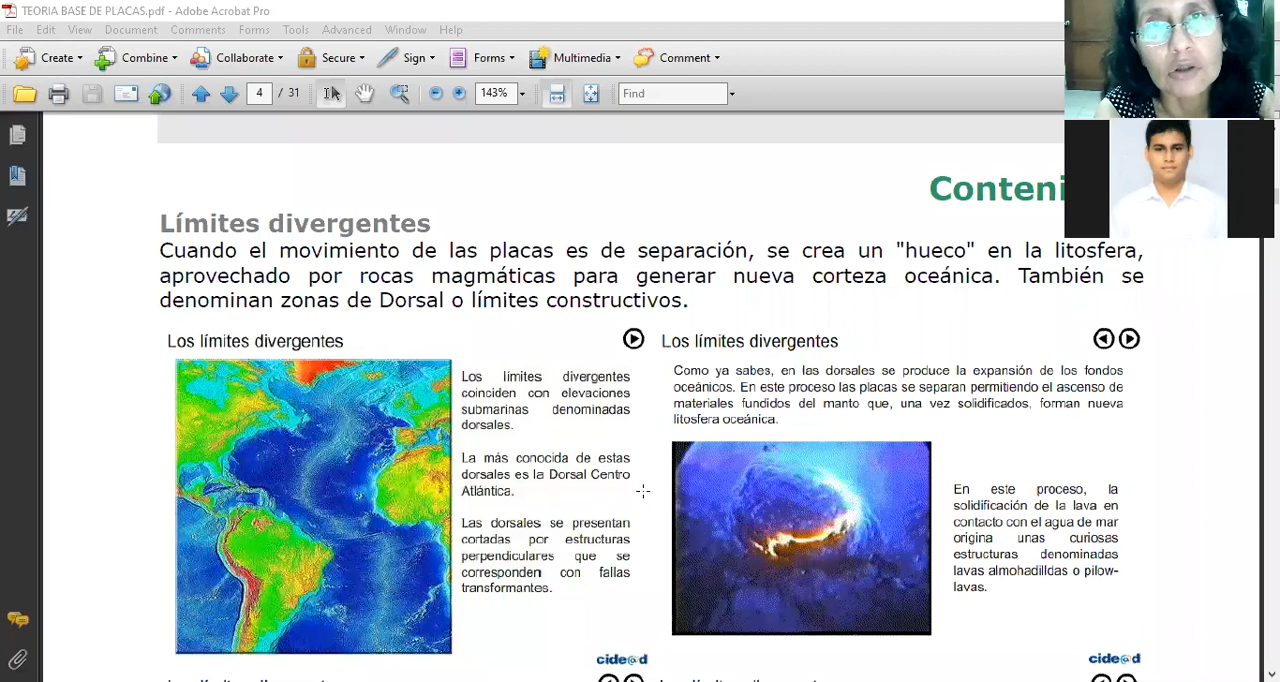 TEORIA BASE DE PLACAS.pdf - Adobe Acrobat Pro
File Edit View Document Comments Forms Tools Advanced Window Help
Create Combine Collaborate Secure Sign Forms Multimedia Comment
4 / 31 143% Find
Conteni
Límites divergentes
Cuando el movimiento de las placas es de separación, se crea un "hueco" en la litosfera,
aprovechado por rocas magmáticas para generar nueva corteza oceánica. También se
denominan zonas de Dorsal o límites constructivos.
Los límites divergentes
Los límites divergentes
coinciden con elevaciones
submarinas denominadas
dorsales.
La más conocida de estas
dorsales es la Dorsal Centro
Atlántica.
Las dorsales se presentan
cortadas por estructuras
perpendiculares que se
corresponden con fallas
transformantes.
cide@d
Los límites divergentes
Como ya sabes, en las dorsales se produce la expansión de los fondos
oceánicos. En este proceso las placas se separan permitiendo el ascenso de
materiales fundidos del manto que, una vez solidificados, forman nueva
litosfera oceánica.
En este proceso, la
solidificación de la lava en
contacto con el agua de mar
origina unas curiosas
estructuras denominadas
lavas almohadilldas o pilow-
lavas.
cide@d